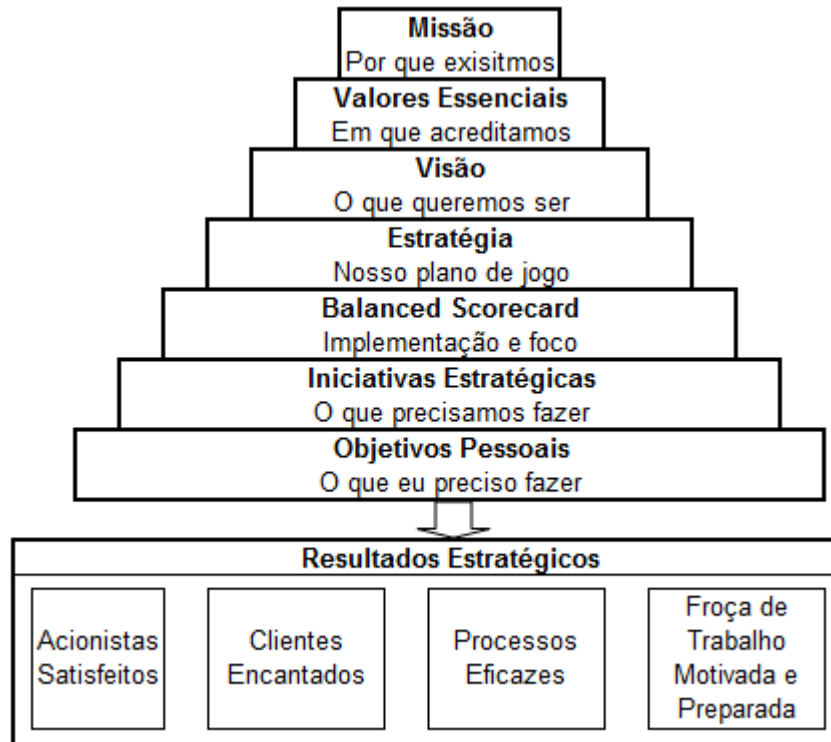 Missão
Por que exisitmos
Valores Essenciais
Em que acreditamos
Visão
O que queremos ser
Estratégia
Nosso plano de jogo
Balanced Scorecard
Implementação e foco
Iniciativas Estratégicas
O que precisamos fazer
Objetivos Pessoais
O que eu preciso fazer
Resultados Estratégicos
Acionistas
Satisfeitos
Clientes
Encantados
Processos
Eficazes
Froça de
Trabalho
Motivada e
Preparada